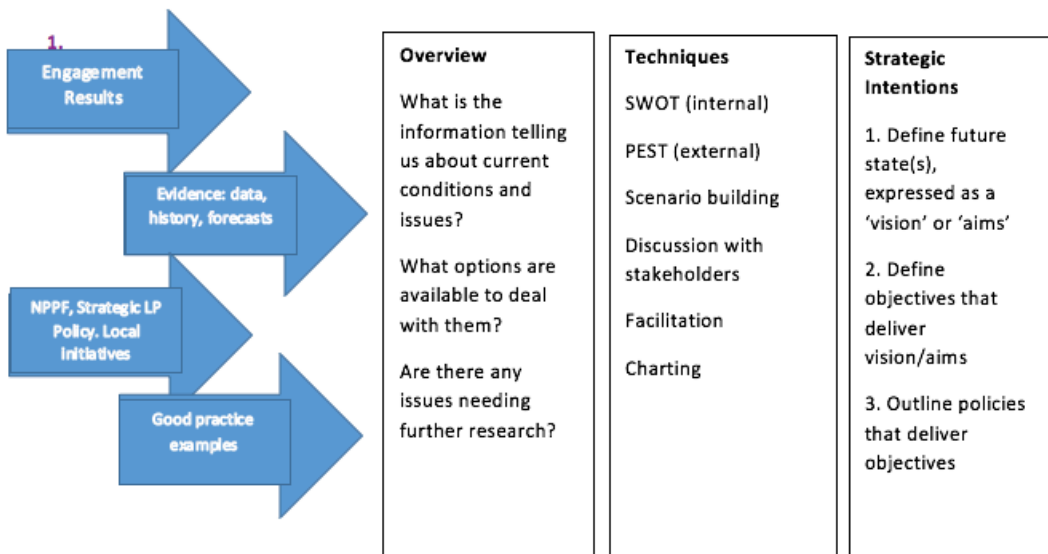 1.
Engagement
Results
Evidence: data,
history, forecasts
NPPF, Strategic LP
Policy. Local
Initiatives
Good practice
examples
Overview
What is the
information telling
us about current
conditions and
issues?
What options are
available to deal
with them?
Are there any
issues needing
further research?
Techniques
SWOT (internal)
PEST (external)
Scenario building
Discussion with
stakeholders
Facilitation
Charting
Strategic
Intentions
1. Define future
state(s),
expressed as a
‘vision’ or ‘aims’
2. Define
objectives that
deliver
vision/aims
3. Outline policies
that deliver
objectives